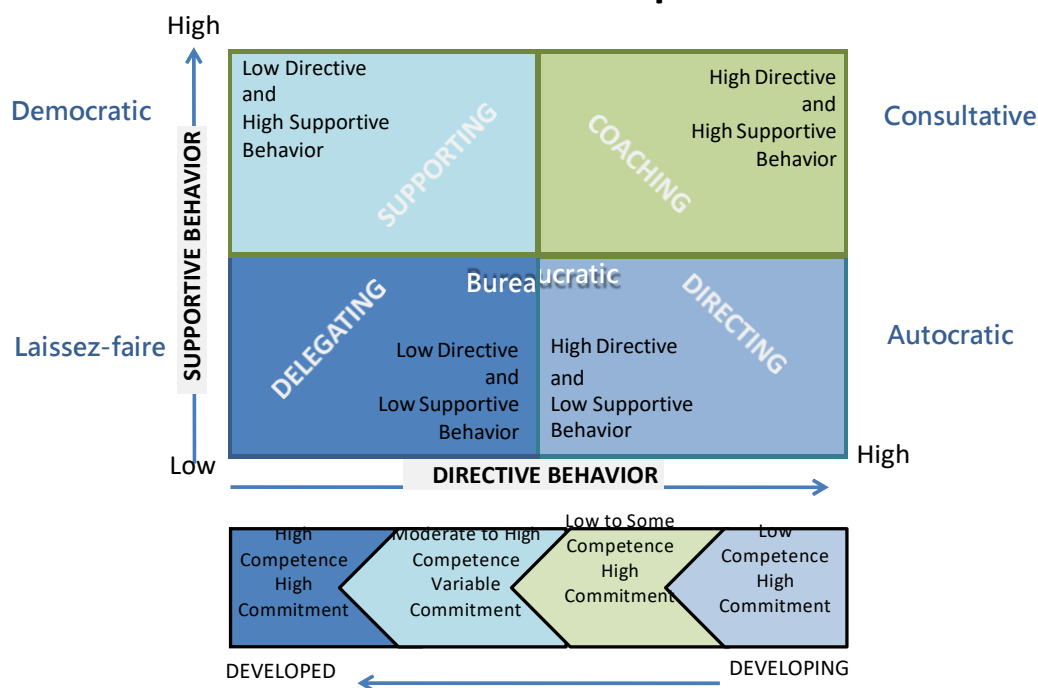 High
Democratic
SUPPORTIVE BEHAVIOR
Low Directive
and
High Supportive
Behavior
SUPPORTING
COACHING
High Directive
and
High Supportive
Behavior
Consultative
Bureaucratic
Laissez-faire
DELEGATING
Low Directive
and
Low Supportive
Behavior
High Directive
and
Low Supportive
Behavior
DIRECTING
Autocratic
Low
DIRECTIVE BEHAVIOR
High
High
Competence
High
Commitment
Moderate to High
Competence
Variable
Commitment
Low to Some
Competence
High
Commitment
Low
Competence
High
Commitment
DEVELOPED
DEVELOPING